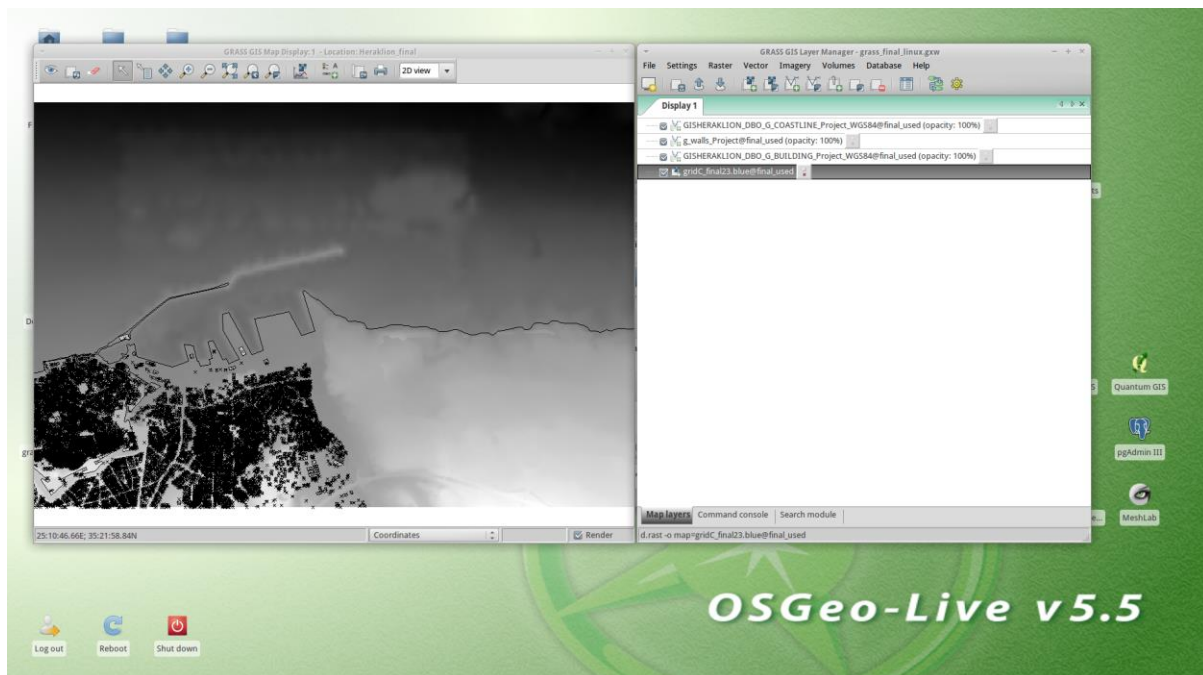 GRASS GIS Map Display: 1 - Location: Heraklion_final
2D view
25:10:46.66E; 35:21:58.84N
Coordinates
Render
GRASS GIS Layer Manager - grass_final_linux.gxw
File Settings Raster Vector Imagery Volumes Database Help
Display 1
GISHERAKLION_DBO_G_COASTLINE_Project_WGS84@final_used (opacity: 100%)
g_walls_Project@final_used (opacity: 100%)
GISHERAKLION_DBO_G_BUILDING_Project_WGS84@final_used (opacity: 100%)
gridC_final23.blue@final_used
Map layers Command console Search module
d.rast -o map=gridC_final23.blue@final_used
Quantum GIS
pgAdmin III
MeshLab
OSGeo-Live v5.5
Log out
Reboot
Shut down